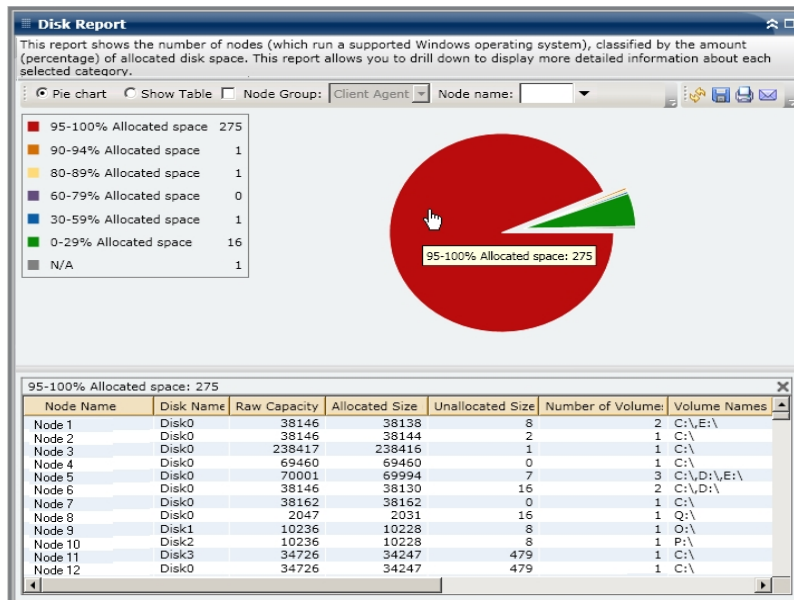 Disk Report
This report shows the number of nodes (which run a supported Windows operating system), classified by the amount
(percentage) of allocated disk space. This report allows you to drill down to display more detailed information about each
selected category.
Pie chart Show Table Node Group: Client Agent Node name:
95-100% Allocated space 275
90-94% Allocated space 1
80-89% Allocated space 1
60-79% Allocated space 0
30-59% Allocated space 1
0-29% Allocated space 16
N/A 1
95-100% Allocated space: 275
95-100% Allocated space: 275
Node Name Disk Name Raw Capacity Allocated Size Unallocated Size Number of Volume: Volume Names
Node 1 Disk0 38146 38138 8 2 C:\,E:\
Node 2 Disk0 38146 38144 2 1 C:\
Node 3 Disk0 238417 238416 1 1 C:\
Node 4 Disk0 69460 69460 0 1 C:\
Node 5 Disk0 70001 69994 7 3 C:\,D:\,E:\
Node 6 Disk0 38146 38130 16 2 C:\,D:\
Node 7 Disk0 38162 38162 0 1 C:\
Node 8 Disk0 2047 2031 16 1 Q:\
Node 9 Disk1 10236 10228 8 1 O:\
Node 10 Disk2 10236 10228 8 1 P:\
Node 11 Disk3 34726 34247 479 1 C:\
Node 12 Disk0 34726 34247 479 1 C:\